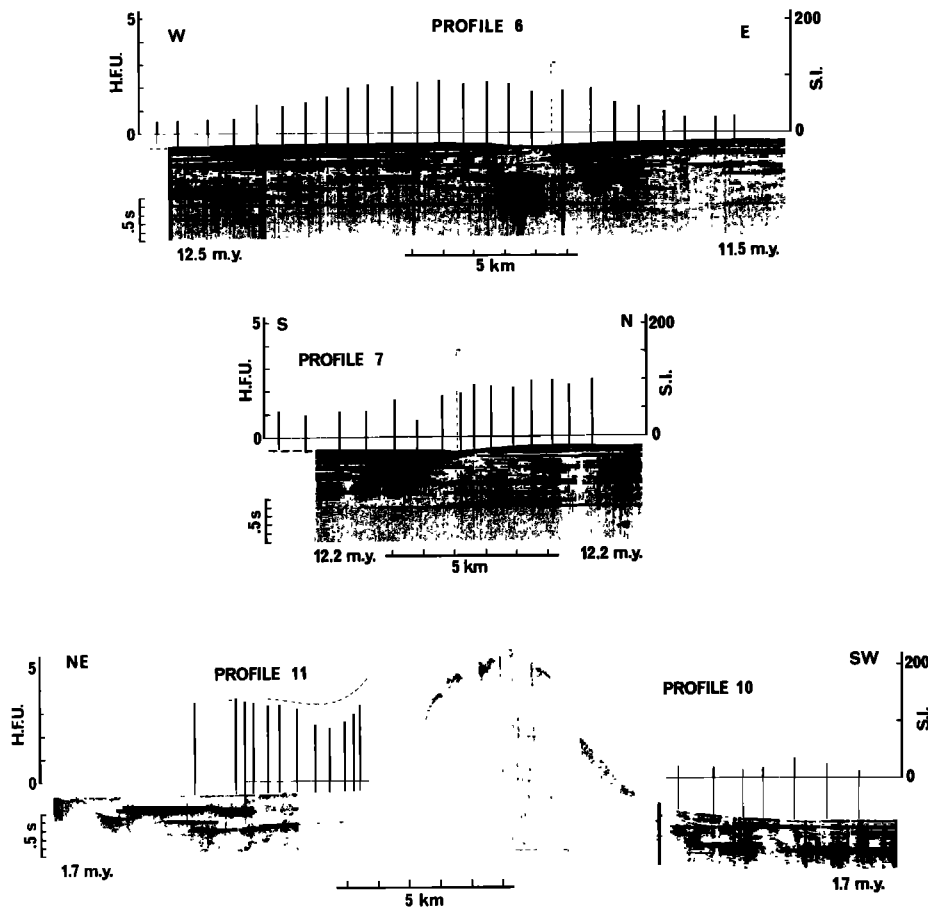 PROFILE 6
W
E
5
0
H.F.U.
200
0
S.I.
.5 s
12.5 m.y.
11.5 m.y.
5 km
S
N
PROFILE 7
5
0
H.F.U.
200
0
S.I.
.5 s
12.2 m.y.
12.2 m.y.
5 km
NE
SW
PROFILE 11
PROFILE 10
5
0
H.F.U.
200
0
S.I.
.5 s
1.7 m.y.
1.7 m.y.
5 km